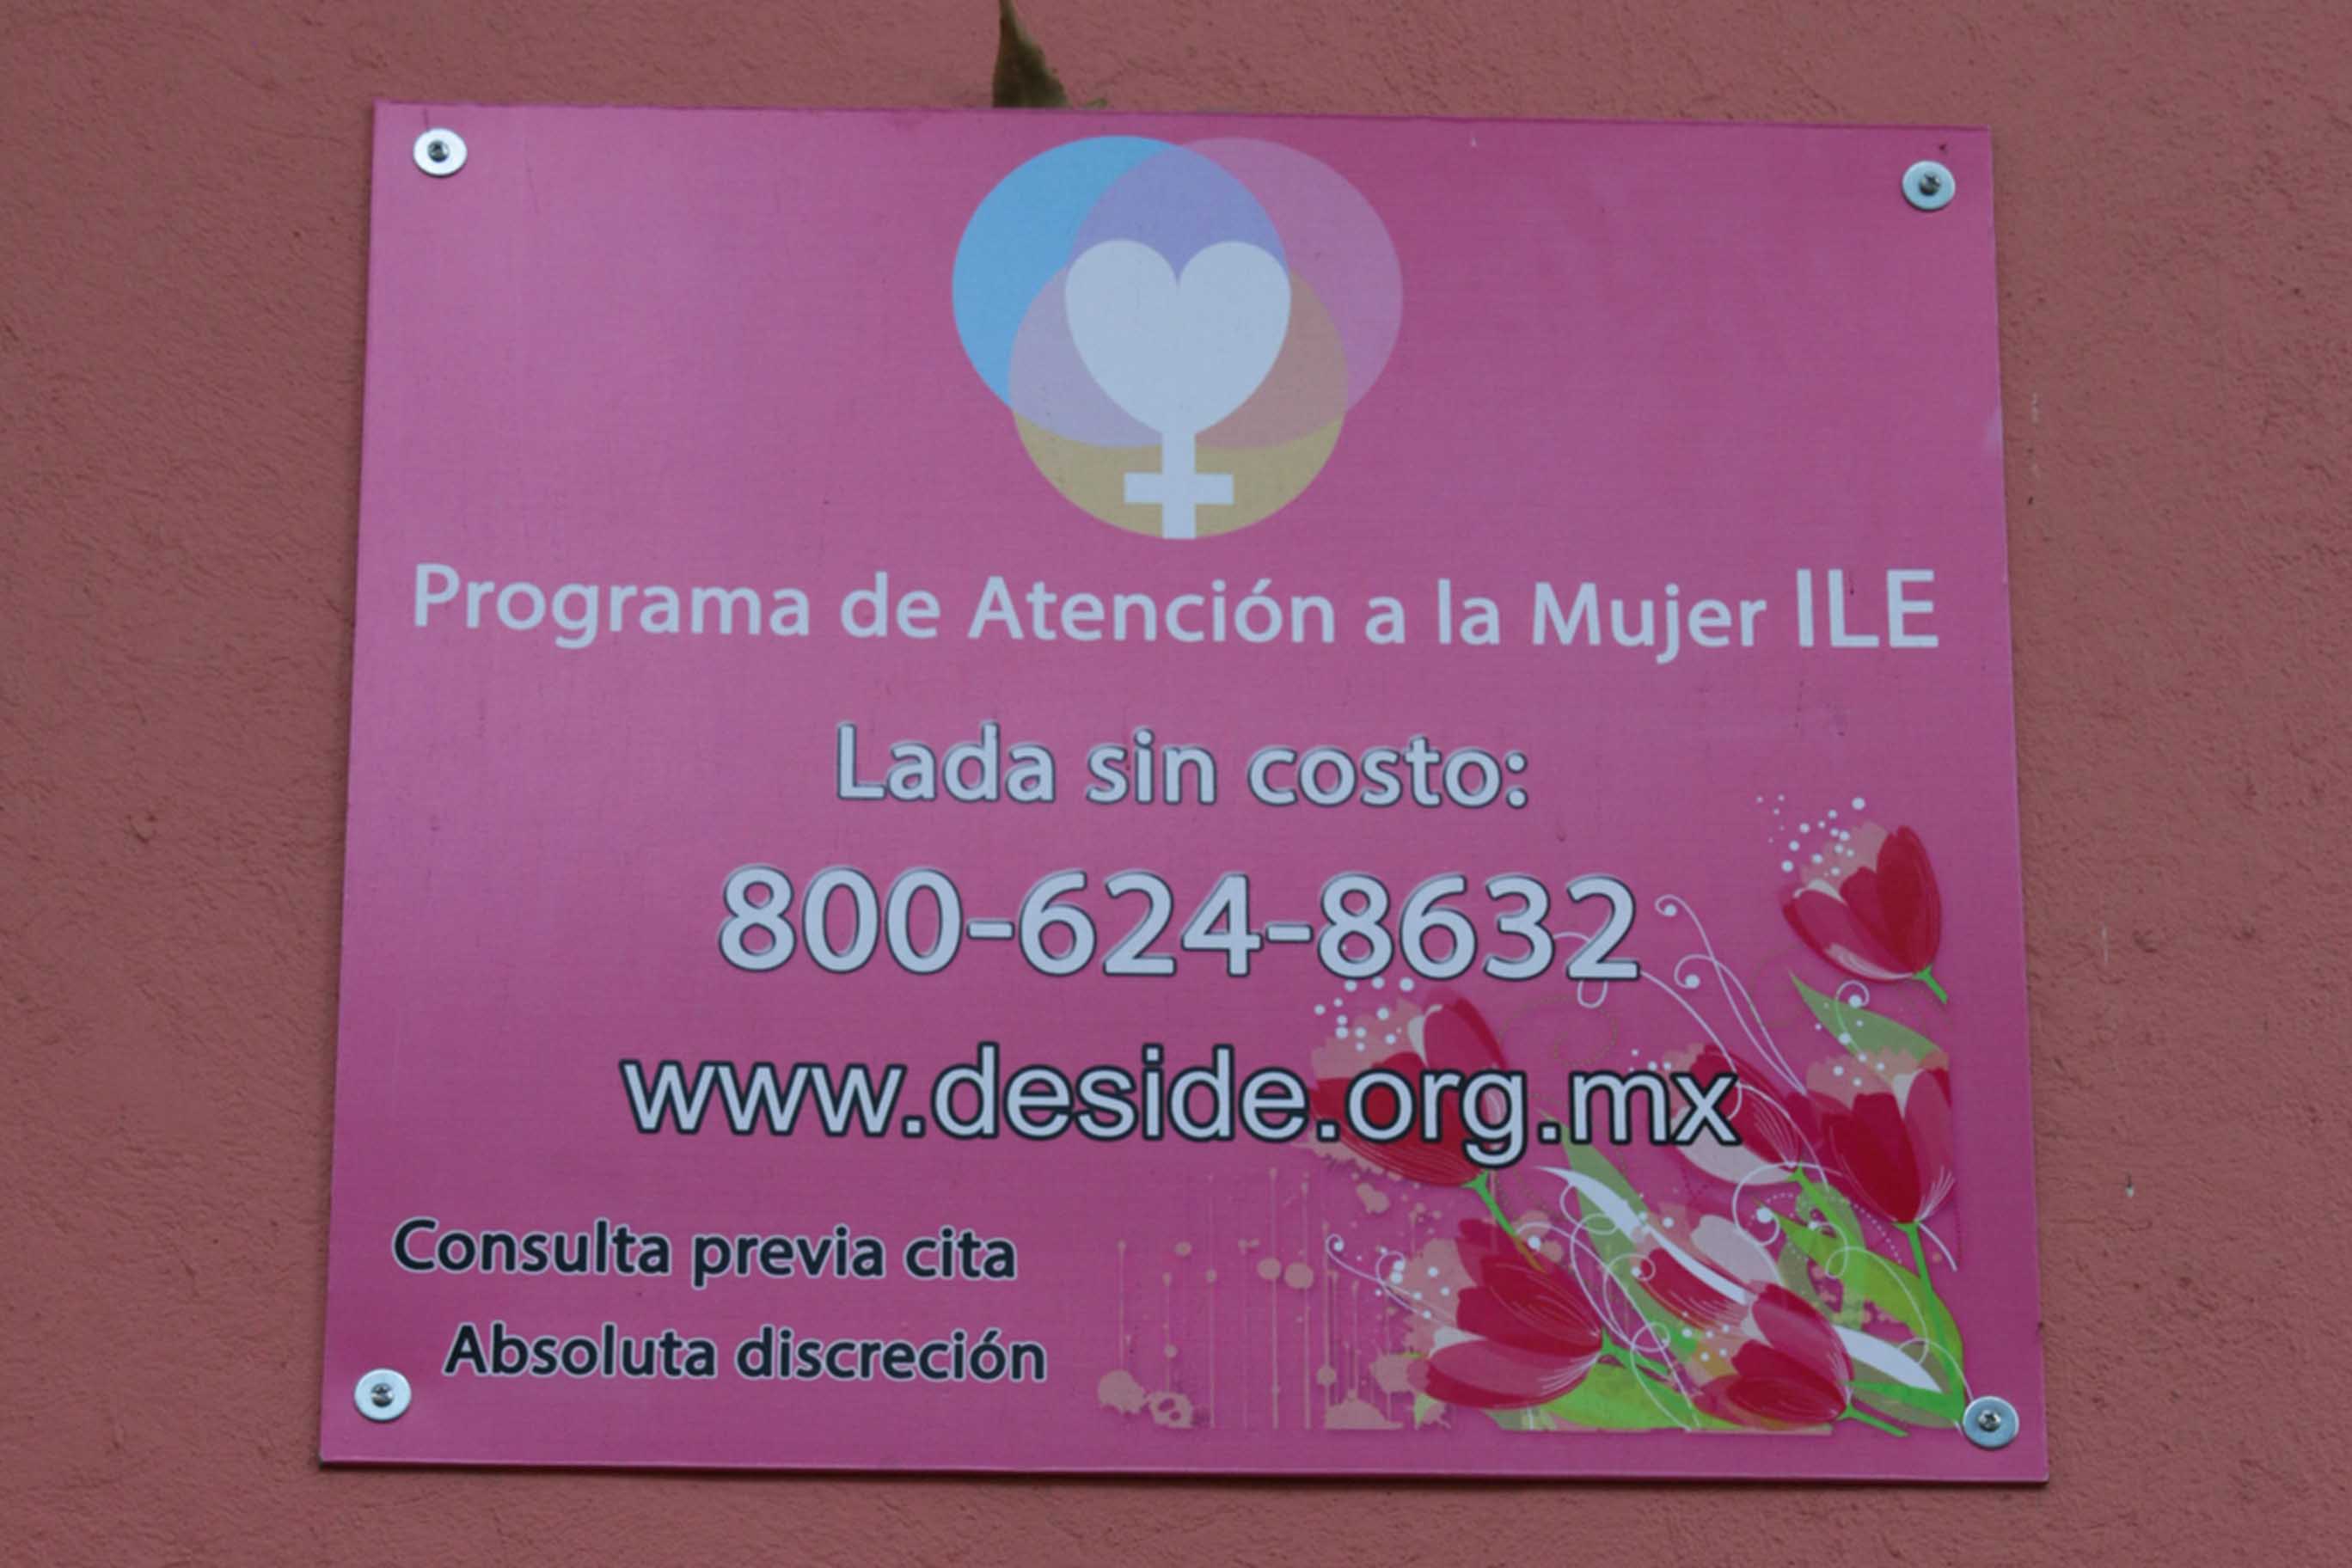 Programa de Atención a la Mujer ILE
Lada sin costo:
800-624-8632
www.deside.org.mx
Consulta previa cita
Absoluta discreción